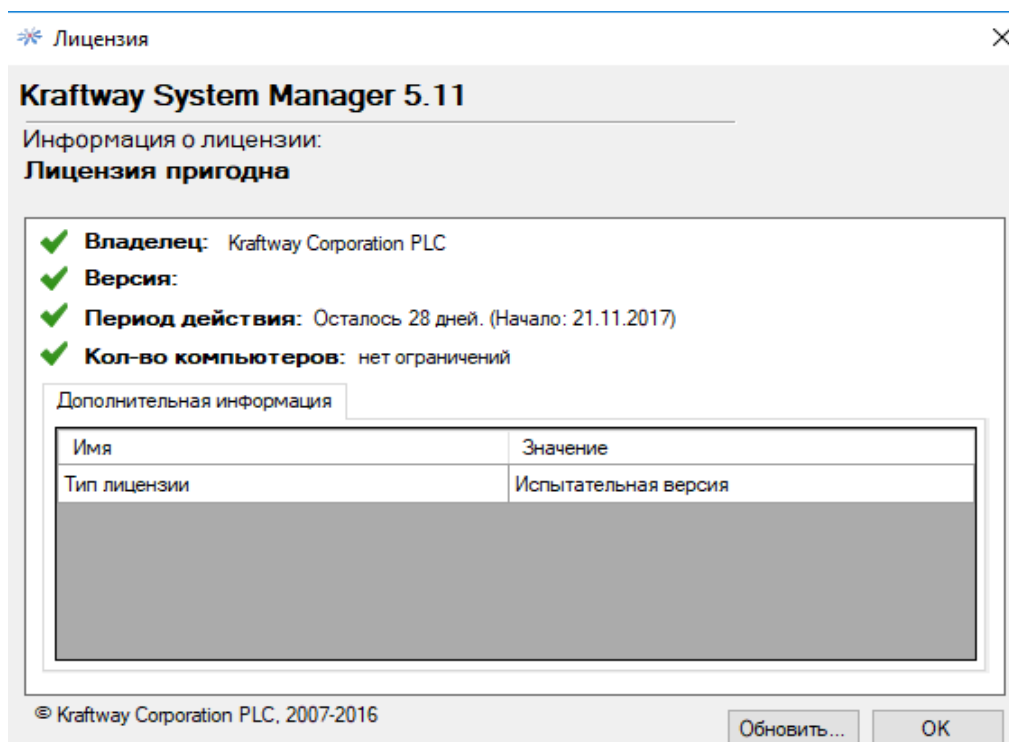 Лицензия
Kraftway System Manager 5.11
Информация о лицензии:
Лицензия пригодна
Владелец: Kraftway Corporation PLC
Версия:
Период действия: Осталось 28 дней. (Начало: 21.11.2017)
Кол-во компьютеров: нет ограничений
Дополнительная информация
Имя Значение
Тип лицензии Испытательная версия
© Kraftway Corporation PLC, 2007-2016
Обновить... OK